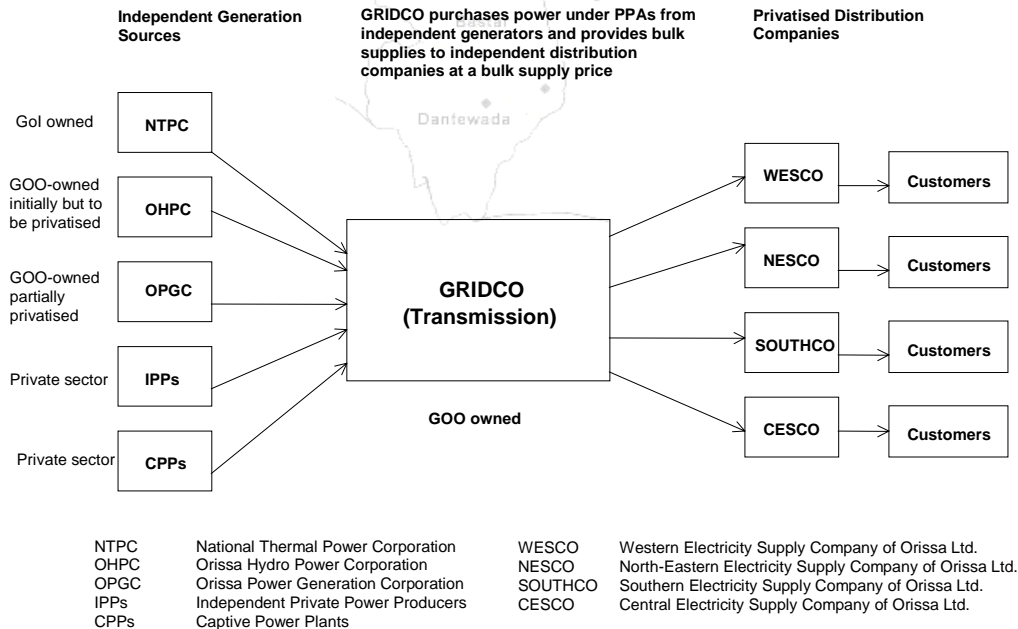 Independent Generation
Sources
GRIDCO purchases power under PPAs from
independent generators and provides bulk
supplies to independent distribution
companies at a bulk supply price
Privatised Distribution
Companies
Bastar
Dantewada
GoI owned
NTPC
GOO-owned
initially but to
be privatised
OHPC
GOO-owned
partially
privatised
OPGC
Private sector
IPPs
Private sector
CPPs
GRIDCO
(Transmission)
GOO owned
WESCO
Customers
NESCO
Customers
SOUTHCO
Customers
CESCO
Customers
NTPC National Thermal Power Corporation
OHPC Orissa Hydro Power Corporation
OPGC Orissa Power Generation Corporation
IPPs Independent Private Power Producers
CPPs Captive Power Plants
WESCO Western Electricity Supply Company of Orissa Ltd.
NESCO North-Eastern Electricity Supply Company of Orissa Ltd.
SOUTHCO Southern Electricity Supply Company of Orissa Ltd.
CESCO Central Electricity Supply Company of Orissa Ltd.